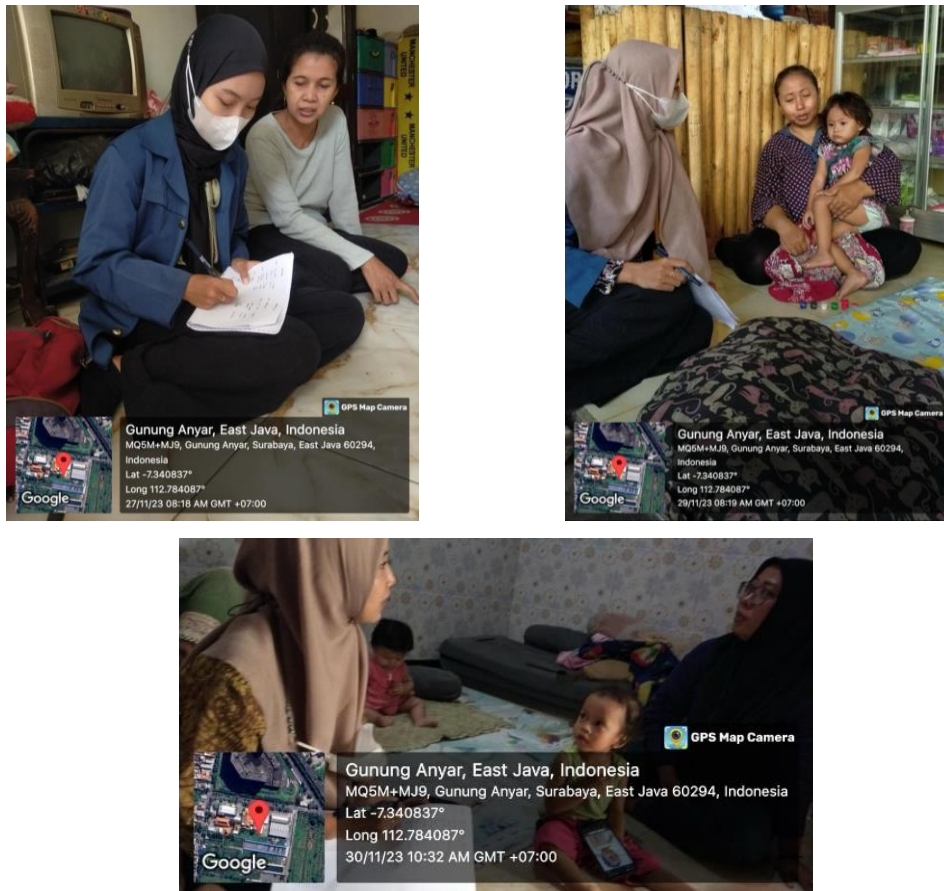 MANCHESTER
UNITED
MANCHESTER
UNITED
GPS Map Camera
Gunung Anyar, East Java, Indonesia
MQ5M+MJ9, Gunung Anyar, Surabaya, East Java 60294,
Indonesia
Lat -7.340837°
Long 112.784087°
27/11/23 08:18 AM GMT +07:00
Google
GPS Map Camera
Gunung Anyar, East Java, Indonesia
MQ5M+MJ9, Gunung Anyar, Surabaya, East Java 60294,
Indonesia
Lat -7.340837°
Long 112.784087°
29/11/23 08:19 AM GMT +07:00
Google
GPS Map Camera
Gunung Anyar, East Java, Indonesia
MQ5M+MJ9, Gunung Anyar, Surabaya, East Java 60294, Indonesia
Lat -7.340837°
Long 112.784087°
30/11/23 10:32 AM GMT +07:00
Google